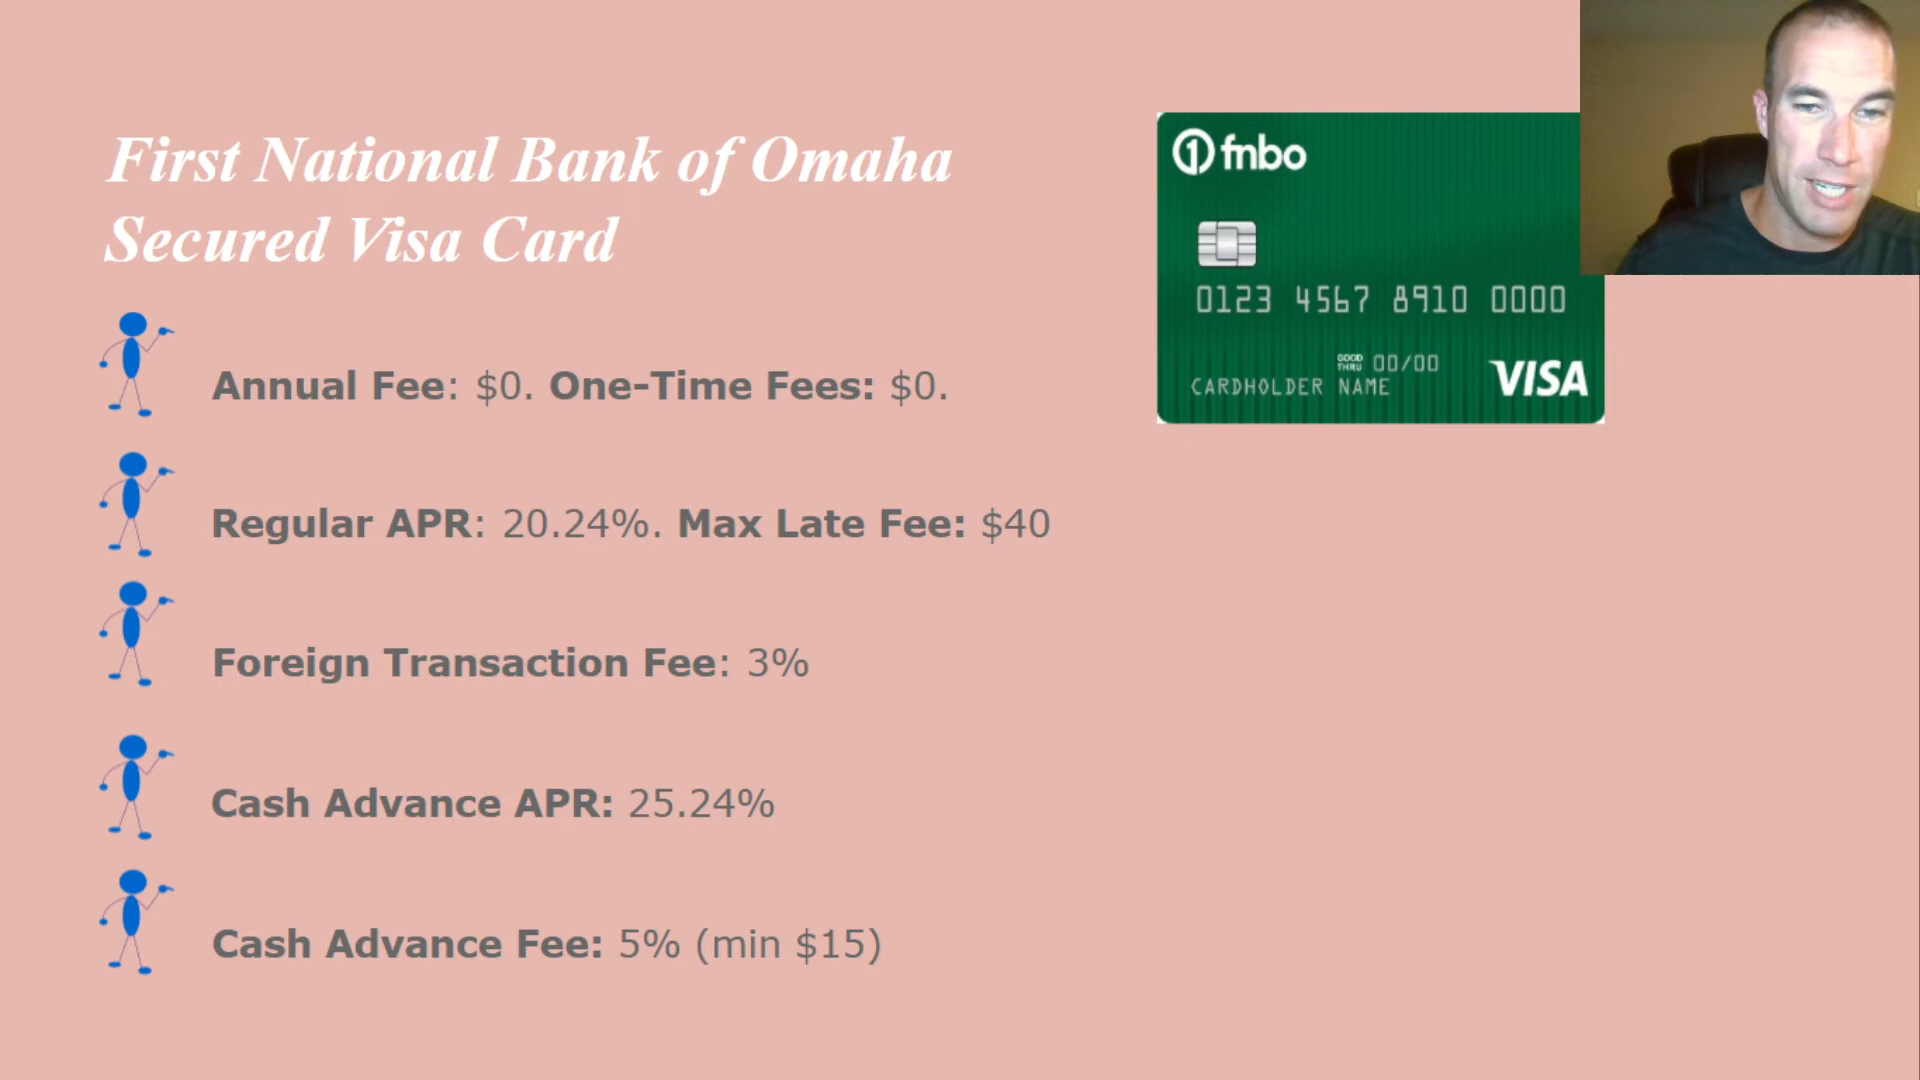 First National Bank of Omaha
Secured Visa Card
Annual Fee: $0. One-Time Fees: $0.
Regular APR: 20.24%. Max Late Fee: $40
Foreign Transaction Fee: 3%
Cash Advance APR: 25.24%
Cash Advance Fee: 5% (min $15)
1 fnbo
0123 4567 8910 0000
GOOD THRU 00/00
CARDHOLDER NAME
VISA